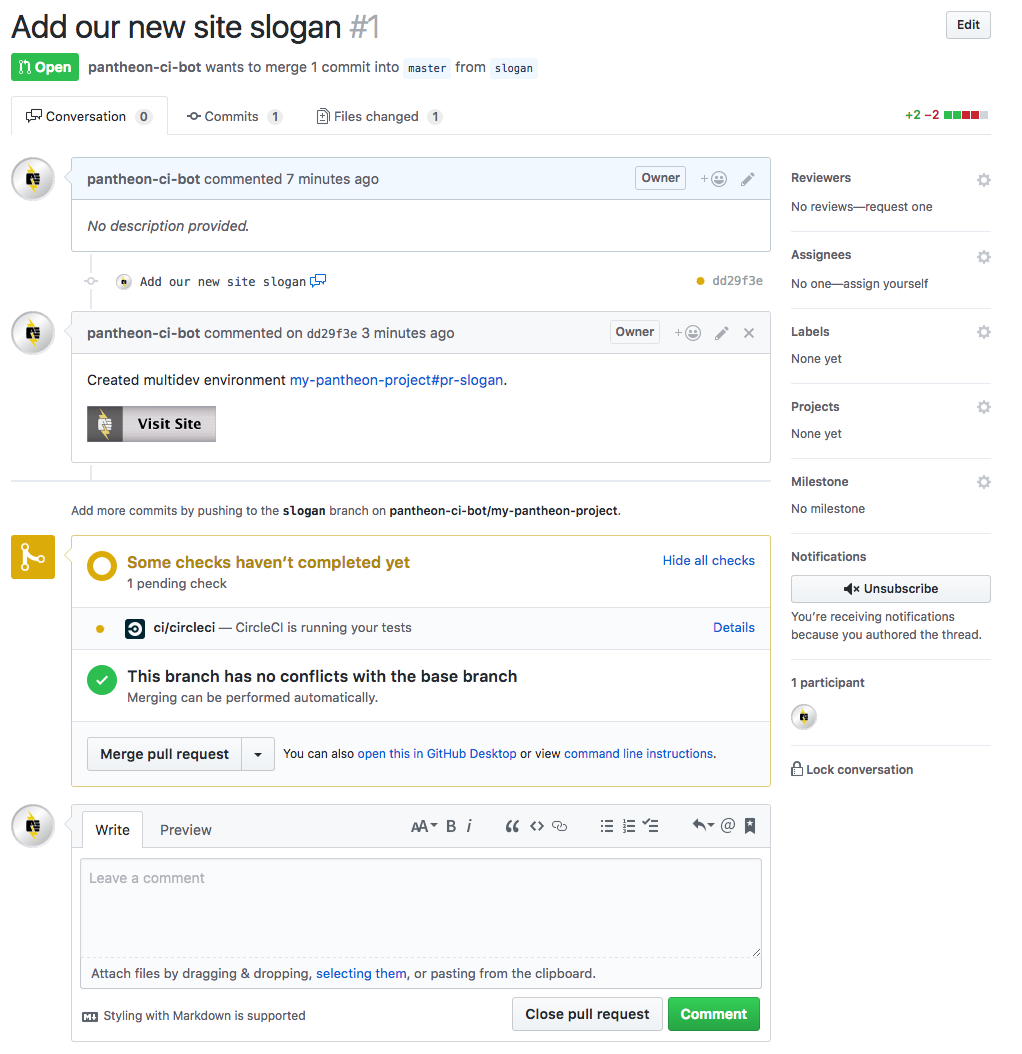 Add our new site slogan #1
Edit
Open
pantheon-ci-bot wants to merge 1 commit into master from slogan
Conversation 0
Commits 1
Files changed 1
+2 −2
pantheon-ci-bot commented 7 minutes ago
Owner
No description provided.
Add our new site slogan
dd29f3e
pantheon-ci-bot commented on dd29f3e 3 minutes ago
Owner
Created multidev environment my-pantheon-project#pr-slogan.
Visit Site
Add more commits by pushing to the slogan branch on pantheon-ci-bot/my-pantheon-project.
Some checks haven’t completed yet
Hide all checks
1 pending check
ci/circleci — CircleCI is running your tests
Details
This branch has no conflicts with the base branch
Merging can be performed automatically.
Merge pull request
You can also open this in GitHub Desktop or view command line instructions.
Write
Preview
AA B i
@
Leave a comment
Attach files by dragging & dropping, selecting them, or pasting from the clipboard.
Styling with Markdown is supported
Close pull request
Comment
Reviewers
No reviews—request one
Assignees
No one—assign yourself
Labels
None yet
Projects
None yet
Milestone
No milestone
Notifications
Unsubscribe
You’re receiving notifications
because you authored the thread.
1 participant
Lock conversation